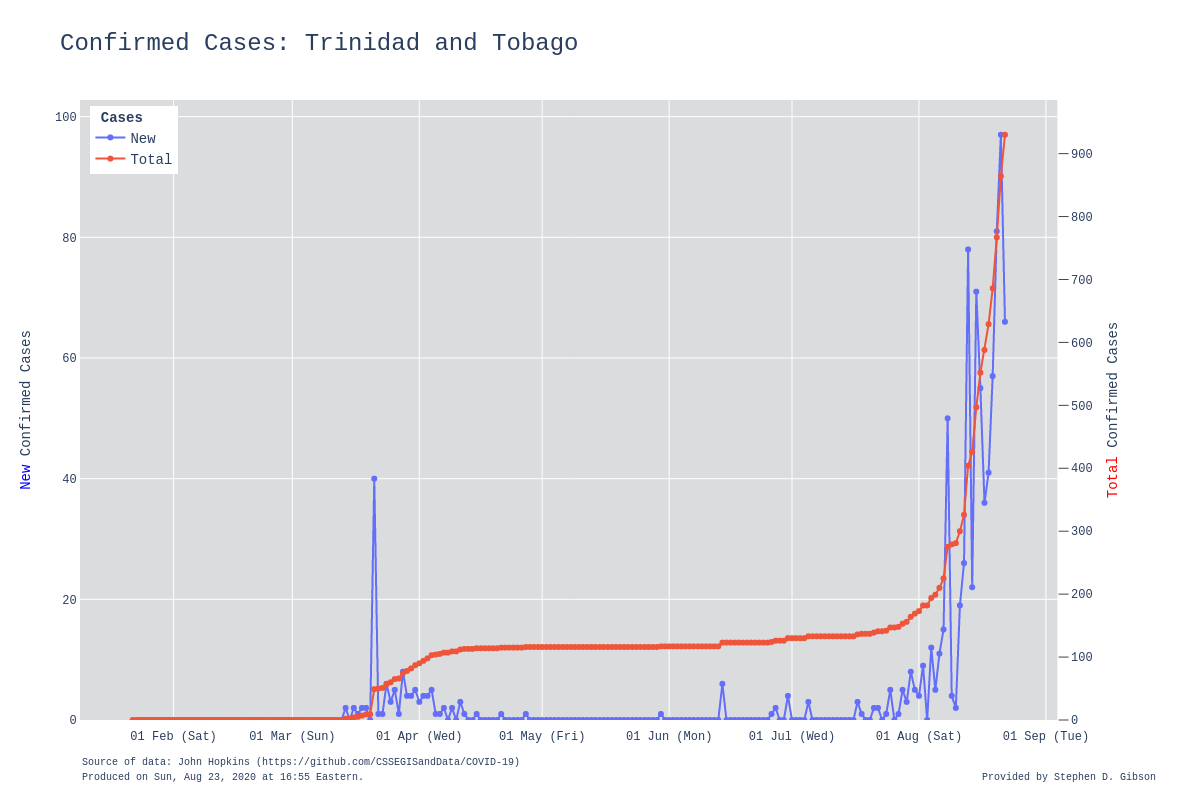 Confirmed Cases: Trinidad and Tobago
Cases
New
Total
100
80
60
40
20
0
New Confirmed Cases
900
800
700
600
500
400
300
200
100
0
Total Confirmed Cases
01 Feb (Sat) 01 Mar (Sun) 01 Apr (Wed) 01 May (Fri) 01 Jun (Mon) 01 Jul (Wed) 01 Aug (Sat) 01 Sep (Tue)
Source of data: John Hopkins (https://github.com/CSSEGISandData/COVID-19)
Produced on Sun, Aug 23, 2020 at 16:55 Eastern.
Provided by Stephen D. Gibson